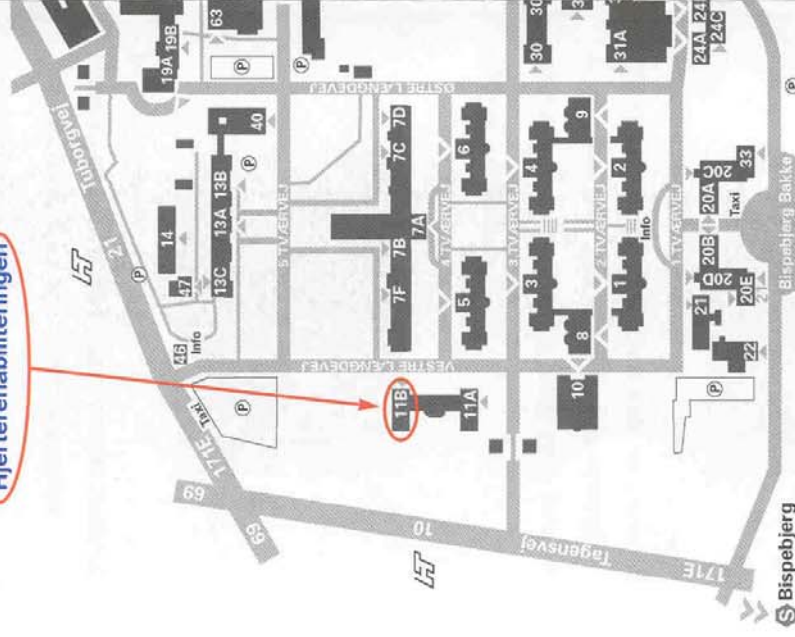 Hjerterehabiliteringen
Tuborgvej
21
HT
63
19A
19B
P
P
30
31A
24A
24C
ØSTRE LÆNGDEVEJ
40
14
13C
13A
13B
P
47
P
46
Info
5. TVÆRVEJ
7D
7C
7A
7B
7F
4. TVÆRVEJ
6
5
3. TVÆRVEJ
4
3
9
8
2. TVÆRVEJ
2
1
Info
1. TVÆRVEJ
20C
33
20A
Taxi
20B
20D
20E
21
22
21
P
Bispebjerg Bakke
VESTRE LÆNGDEVEJ
Taxi
P
171E
11B
11A
10
P
69
69
10
HT
Tagensvej
171E
S Bispebjerg